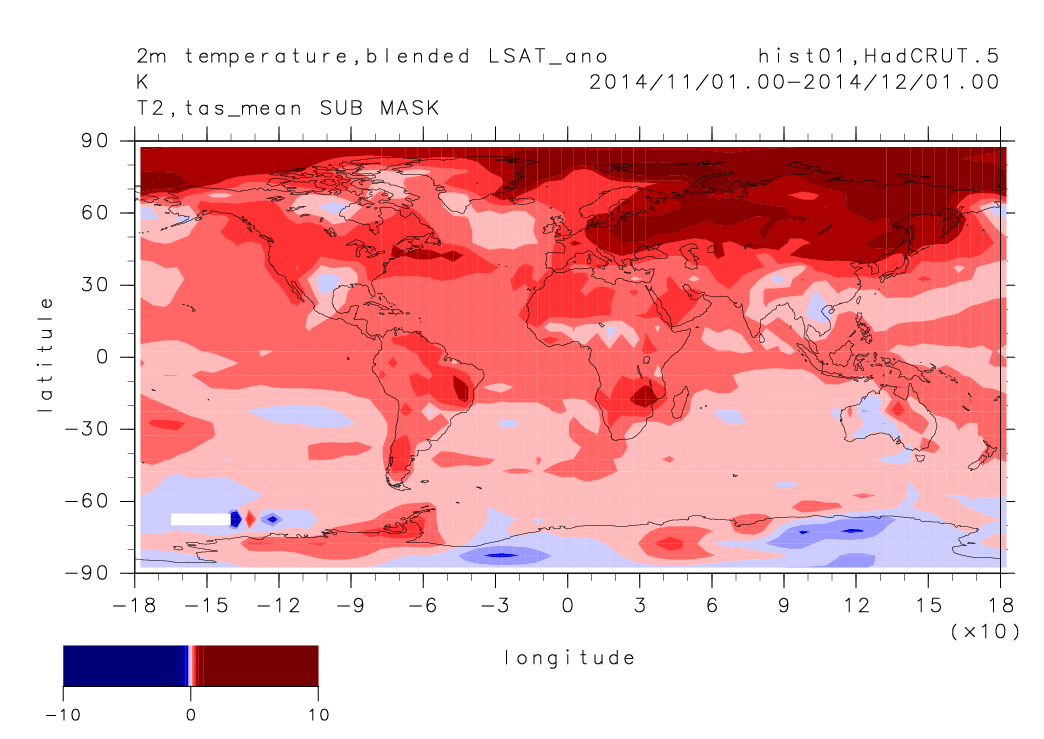 2m temperature,blended LSAT_ano hist01,HadCRUT.5
K 2014/11/01.00-2014/12/01.00
T2,tas_mean SUB MASK
90
60
30
0
-30
-60
-90
latitude
-18 -15 -12 -9 -6 -3 0 3 6 9 12 15 18
(×10)
longitude
-10 0 10